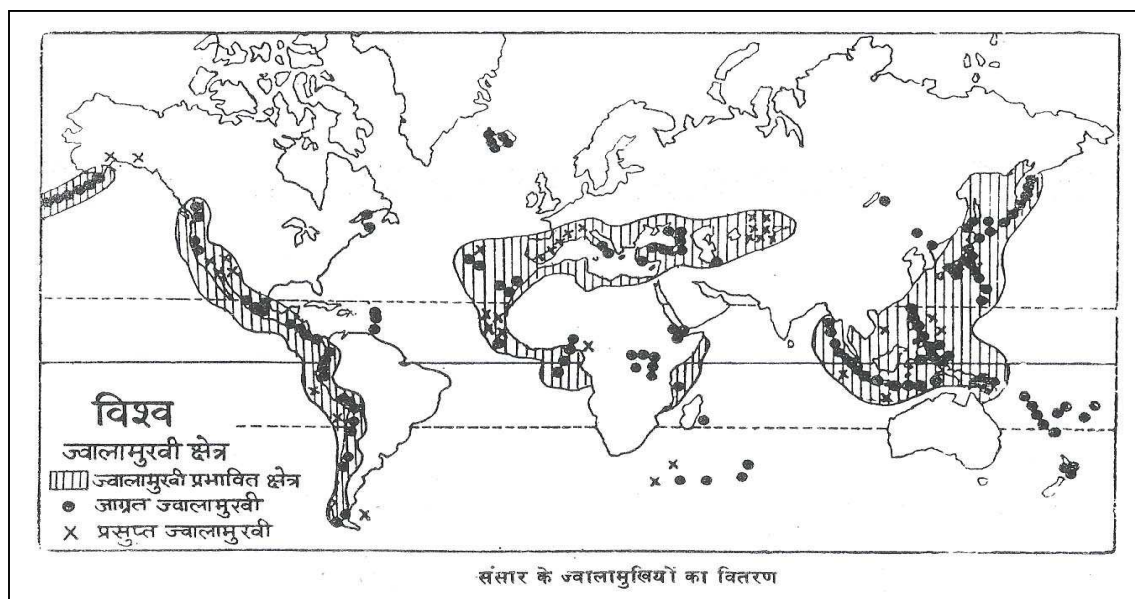 विश्व
ज्वालामुखी क्षेत्र
ज्वालामुखी प्रभावित क्षेत्र
जाग्रत ज्वालामुखी
प्रसुप्त ज्वालामुखी
संसार के ज्वालामुखियों का वितरण